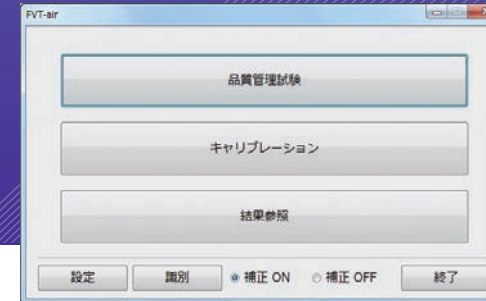 FVT-air
品質管理試験
キャリブレーション
結果参照
設定 識別 補正 ON 補正 OFF 終了